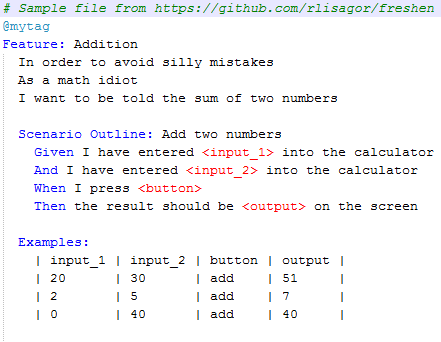 # Sample file from https://github.com/rlisagor/freshen
@mytag
Feature: Addition
In order to avoid silly mistakes
As a math idiot
I want to be told the sum of two numbers
Scenario Outline: Add two numbers
Given I have entered <input_1> into the calculator
And I have entered <input_2> into the calculator
When I press <button>
Then the result should be <output> on the screen
Examples:
| input_1 | input_2 | button | output |
| 20 | 30 | add | 51 |
| 2 | 5 | add | 7 |
| 0 | 40 | add | 40 |